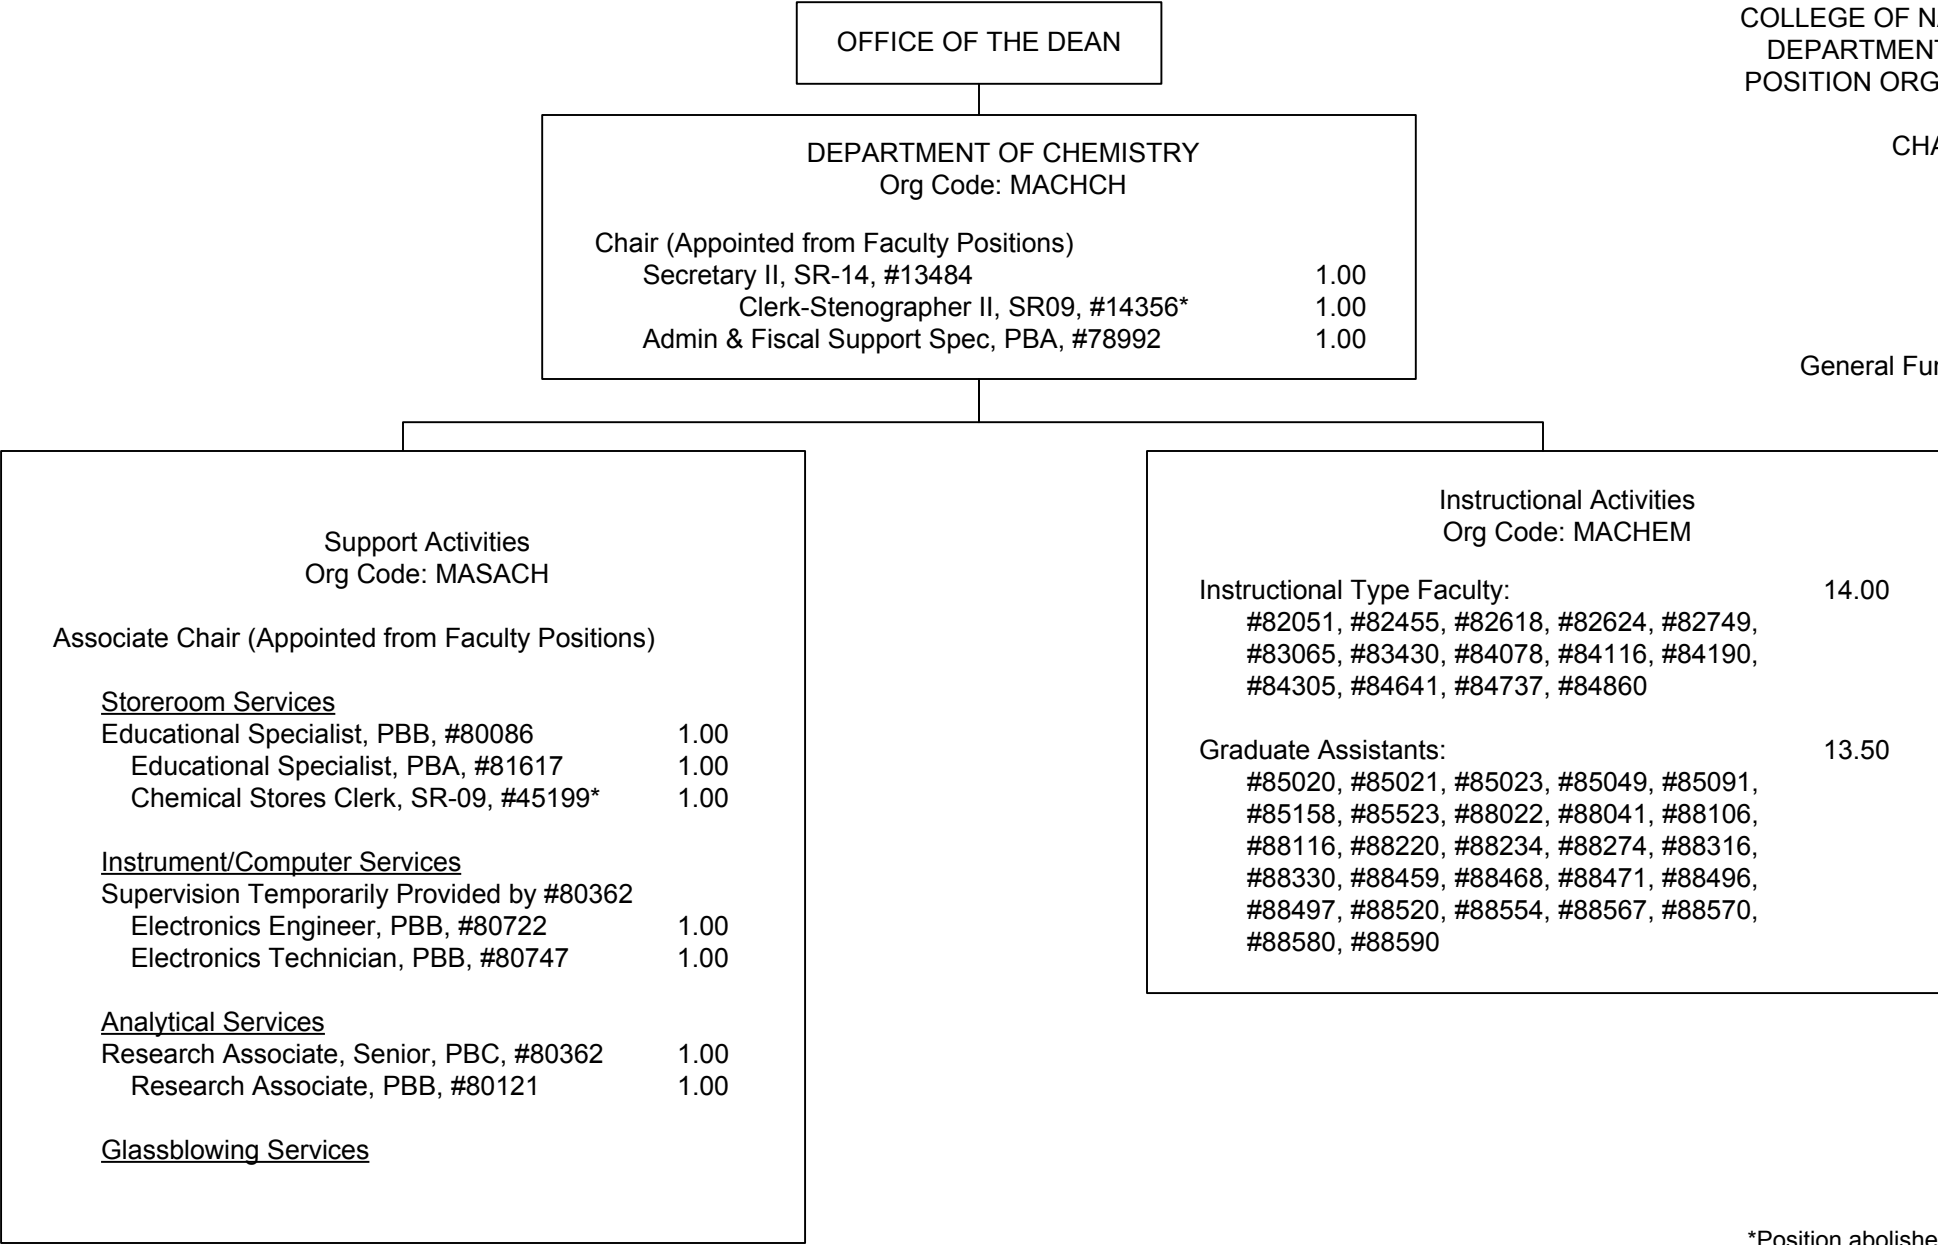 OFFICE OF THE DEAN
COLLEGE OF
DEPARTMENT
POSITION
DEPARTMENT OF CHEMISTRY
Org Code: MACHCH
Chair (Appointed from Faculty Positions)
Secretary II, SR-14, #13484 1.00
Clerk-Stenographer II, SR09, #14356* 1.00
Admin & Fiscal Support Spec, PBA, #78992 1.00
General
Support Activities
Org Code: MASACH
Associate Chair (Appointed from Faculty Positions)
Storeroom Services
Educational Specialist, PBB, #80086 1.00
Educational Specialist, PBA, #81617 1.00
Chemical Stores Clerk, SR-09, #45199* 1.00
Instrument/Computer Services
Supervision Temporarily Provided by #80362
Electronics Engineer, PBB, #80722 1.00
Electronics Technician, PBB, #80747 1.00
Analytical Services
Research Associate, Senior, PBC, #80362 1.00
Research Associate, PBB, #80121 1.00
Glassblowing Services
Instructional Activities
Org Code: MACHEM
Instructional Type Faculty: 14.00
#82051, #82455, #82618, #82624, #82749,
#83065, #83430, #84078, #84116, #84190,
#84305, #84641, #84737, #84860
Graduate Assistants: 13.50
#85020, #85021, #85023, #85049, #85091,
#85158, #85523, #88022, #88041, #88106,
#88116, #88220, #88234, #88274, #88316,
#88330, #88459, #88468, #88471, #88496,
#88497, #88520, #88554, #88567, #88570,
#88580, #88590
*Position